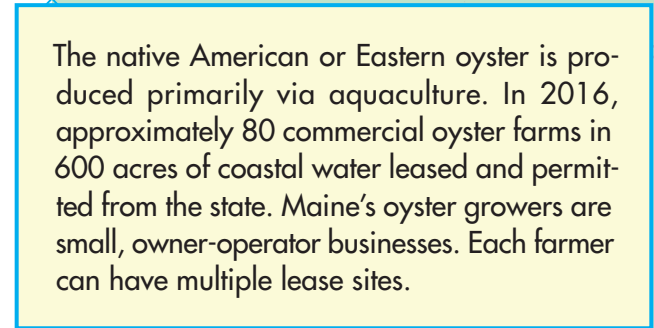 The native American or Eastern oyster is pro-
duced primarily via aquaculture. In 2016,
approximately 80 commercial oyster farms in
600 acres of coastal water leased and permit-
ted from the state. Maine’s oyster growers are
small, owner-operator businesses. Each farmer
can have multiple lease sites.